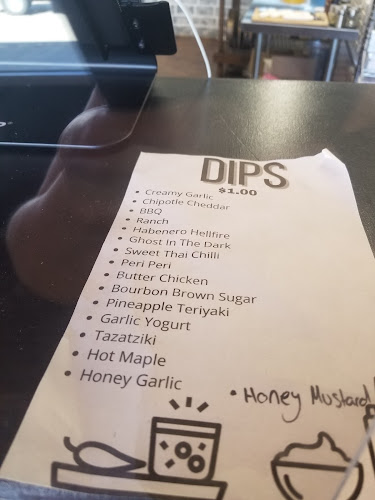 DIPS
$1.00
• Creamy Garlic
• Chipotle Cheddar
• BBQ
• Ranch
• Habenero Hellfire
• Ghost In The Dark
• Sweet Thai Chilli
• Peri Peri
• Butter Chicken
• Bourbon Brown Sugar
• Pineapple Teriyaki
• Garlic Yogurt
• Tazatziki
• Hot Maple
• Honey Garlic
• Honey Mustard